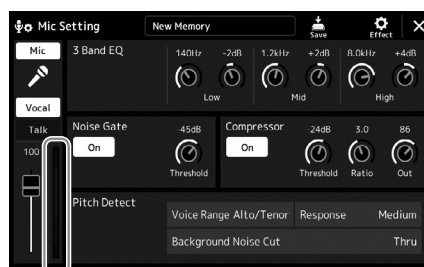 Mic Setting New Memory Save Effect
Mic 3 Band EQ 140Hz -2dB 1.2kHz +2dB 8.0kHz +4dB
Low Mid High
Vocal
Talk Noise Gate -45dB Compressor -24dB 3.0 86
100 On On
Threshold Threshold Ratio Out
Pitch Detect
Voice Range Alto/Tenor Response Medium
Background Noise Cut Thru